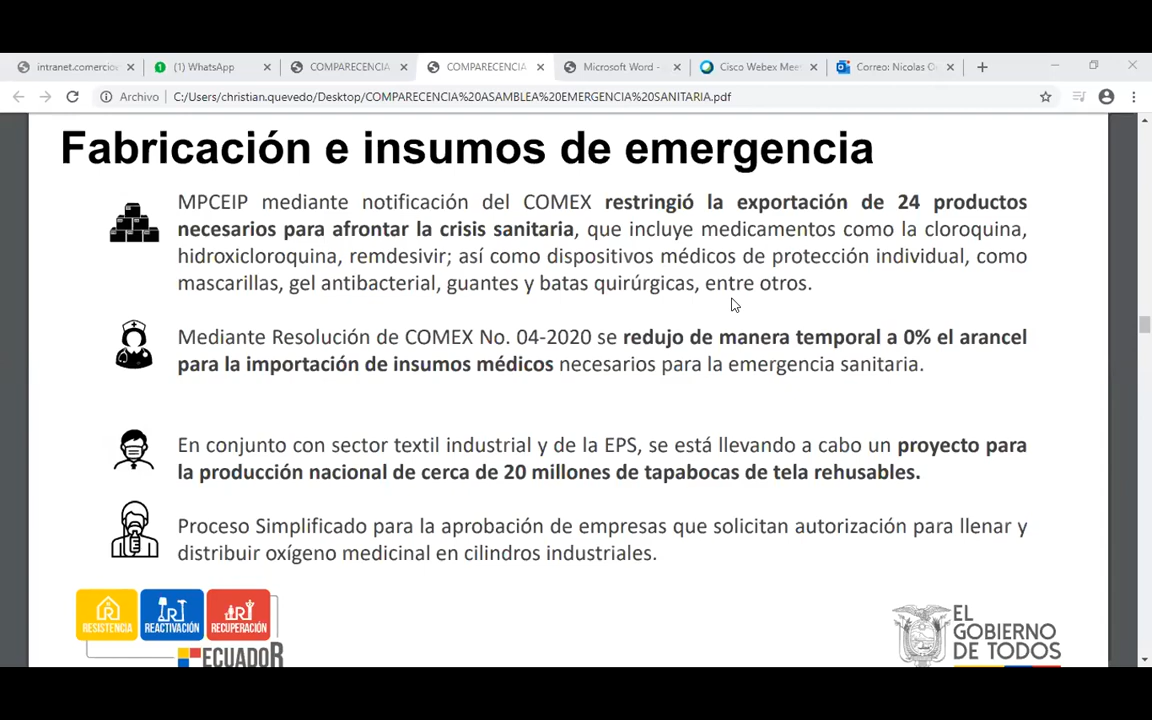 intranet.comercio
(1) WhatsApp
COMPARECENCIA
COMPARECENCIA
Microsoft Word -
Cisco Webex Mee
Correo: Nicolas O
Archivo
C:/Users/christian.quevedo/Desktop/COMPARECENCIA%20ASAMBLEA%20EMERGENCIA%20SANITARIA.pdf
Fabricación e insumos de emergencia
MPCEIP mediante notificación del COMEX restringió la exportación de 24 productos
necesarios para afrontar la crisis sanitaria, que incluye medicamentos como la cloroquina,
hidroxicloroquina, remdesivir; así como dispositivos médicos de protección individual, como
mascarillas, gel antibacterial, guantes y batas quirúrgicas, entre otros.
Mediante Resolución de COMEX No. 04-2020 se redujo de manera temporal a 0% el arancel
para la importación de insumos médicos necesarios para la emergencia sanitaria.
En conjunto con sector textil industrial y de la EPS, se está llevando a cabo un proyecto para
la producción nacional de cerca de 20 millones de tapabocas de tela rehusables.
Proceso Simplificado para la aprobación de empresas que solicitan autorización para llenar y
distribuir oxígeno medicinal en cilindros industriales.
RESISTENCIA
REACTIVACIÓN
RECUPERACIÓN
ECUADOR
EL
GOBIERNO
DE TODOS